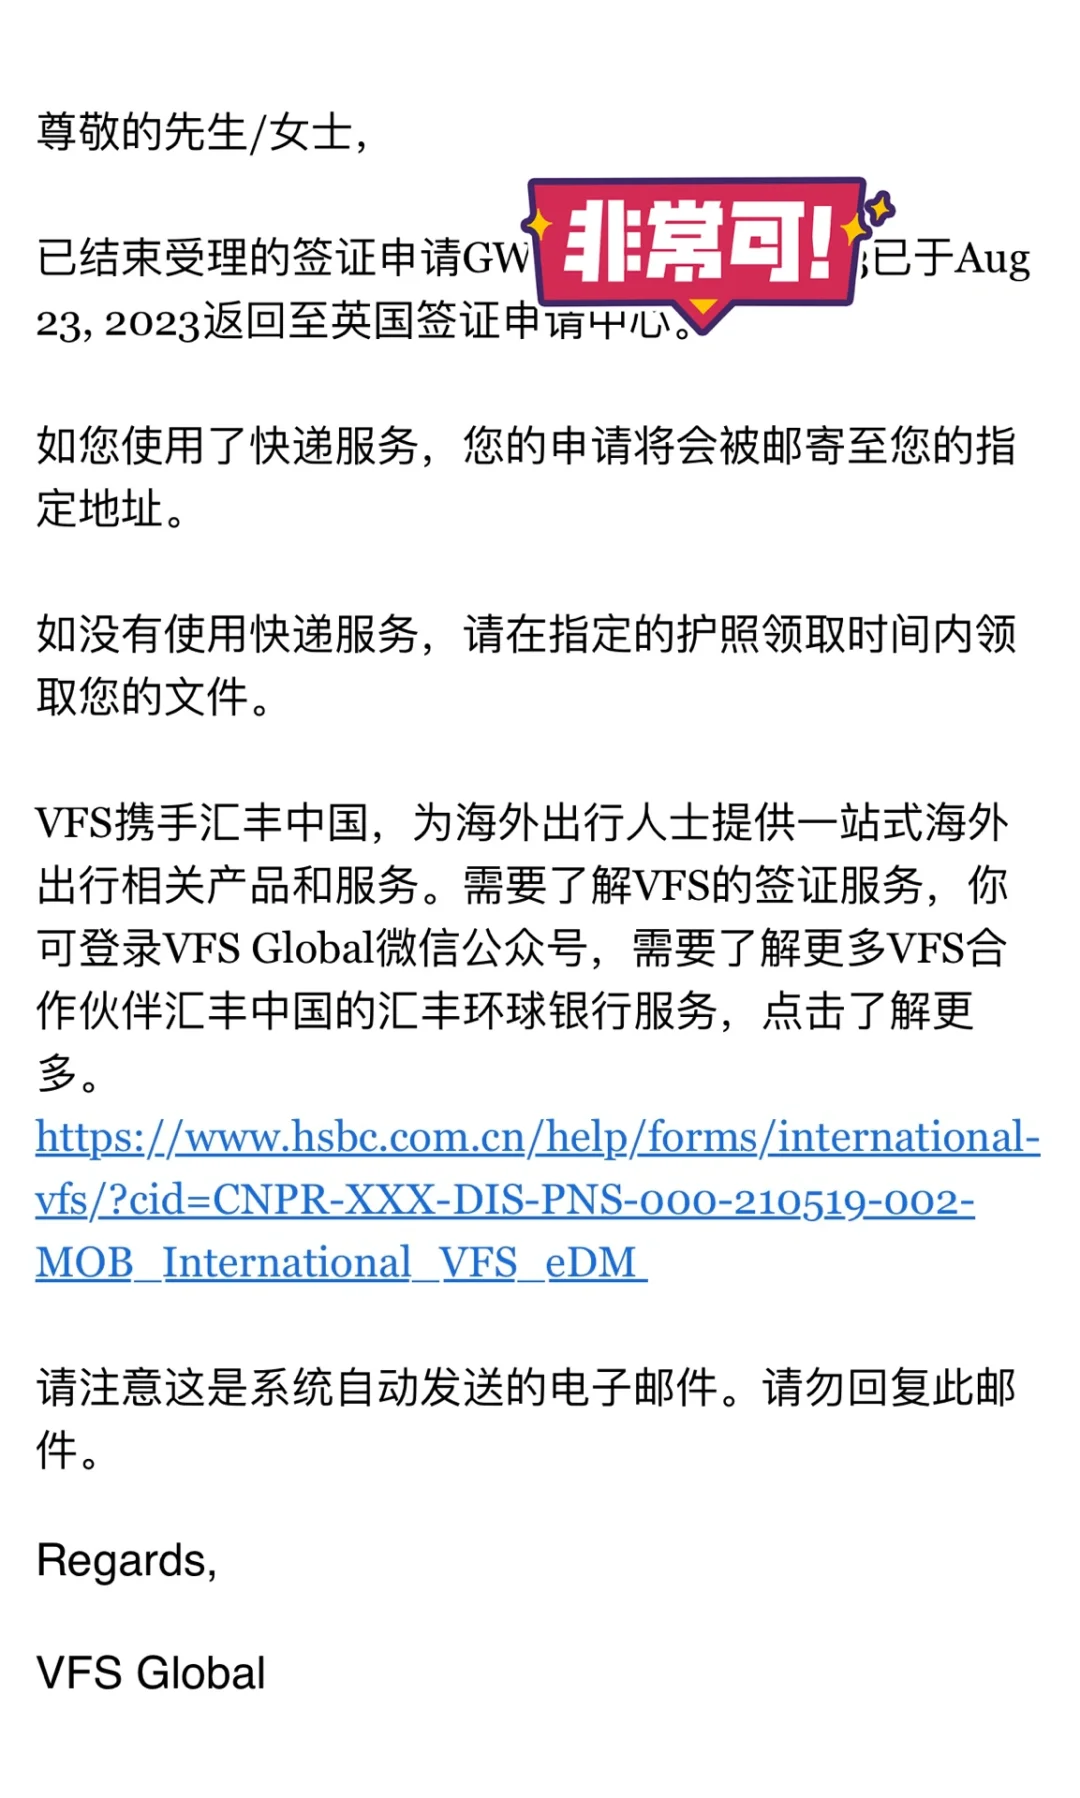 尊敬的先生/女士，
非常可!
已结束受理的签证申请GW 已于Aug
23, 2023返回至英国签证申请中心。
如您使用了快递服务，您的申请将会被邮寄至您的指
定地址。
如没有使用快递服务，请在指定的护照领取时间内领
取您的文件。
VFS携手汇丰中国，为海外出行人士提供一站式海外
出行相关产品和服务。需要了解VFS的签证服务，你
可登录VFS Global微信公众号，需要了解更多VFS合
作伙伴汇丰中国的汇丰环球银行服务，点击了解更
多。
https://www.hsbc.com.cn/help/forms/international-
vfs/?cid=CNPR-XXX-DIS-PNS-000-210519-002-
MOB_International_VFS_eDM
请注意这是系统自动发送的电子邮件。请勿回复此邮
件。
Regards,
VFS Global